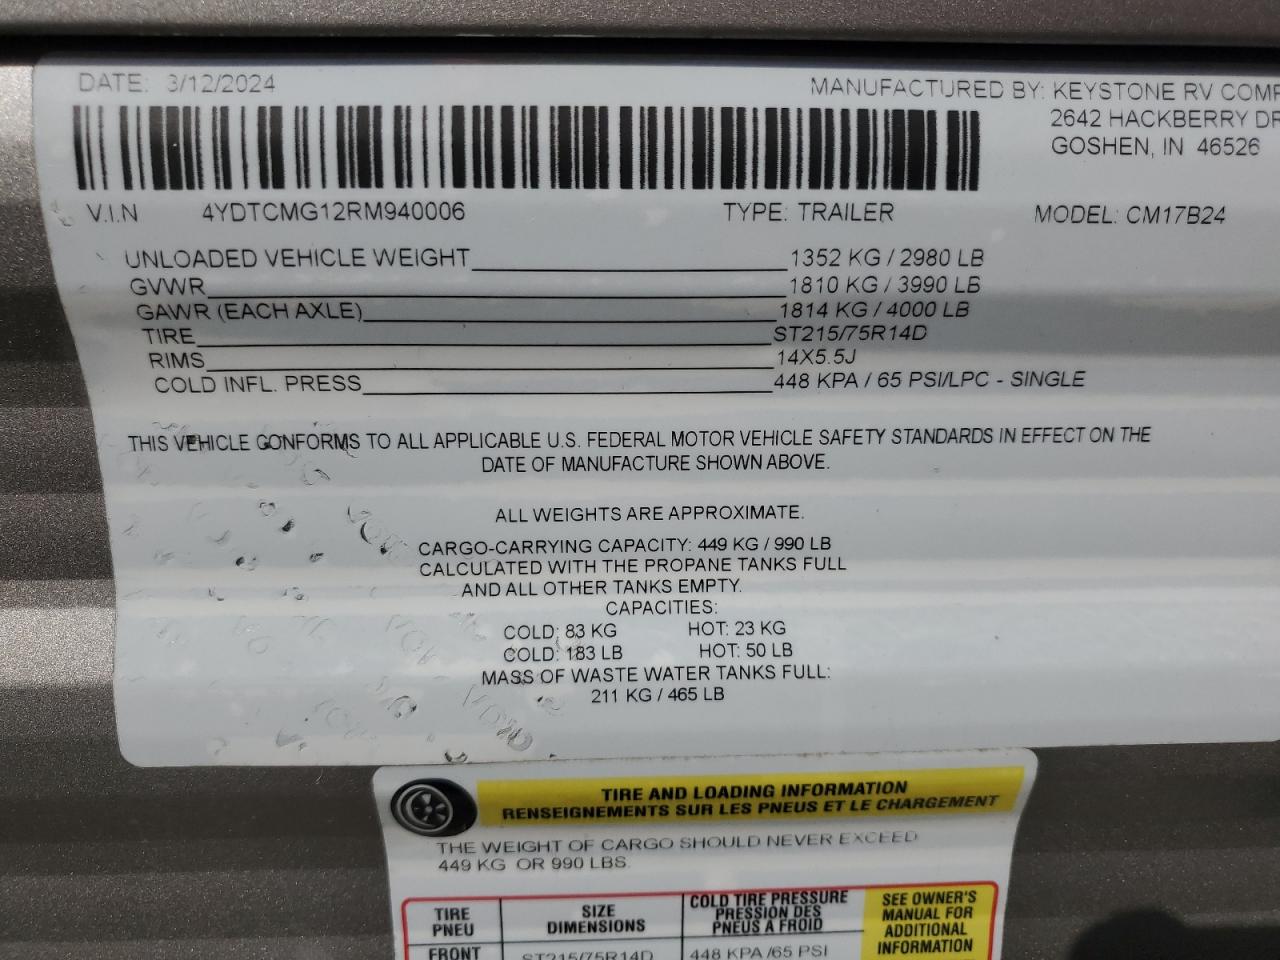 DATE: 3/12/2024
MANUFACTURED BY: KEYSTONE RV COMP
2642 HACKBERRY DR
GOSHEN, IN 46526
V.I.N 4YDTCMG12RM940006 TYPE: TRAILER MODEL: CM17B24
UNLOADED VEHICLE WEIGHT 1352 KG / 2980 LB
GVWR 1810 KG / 3990 LB
GAWR (EACH AXLE) 1814 KG / 4000 LB
TIRE ST215/75R14D
RIMS 14X5.5J
COLD INFL. PRESS 448 KPA / 65 PSI/LPC - SINGLE
THIS VEHICLE CONFORMS TO ALL APPLICABLE U.S. FEDERAL MOTOR VEHICLE SAFETY STANDARDS IN EFFECT ON THE
DATE OF MANUFACTURE SHOWN ABOVE.
ALL WEIGHTS ARE APPROXIMATE.
CARGO-CARRYING CAPACITY: 449 KG / 990 LB
CALCULATED WITH THE PROPANE TANKS FULL
AND ALL OTHER TANKS EMPTY.
CAPACITIES:
COLD: 83 KG HOT: 23 KG
COLD: 183 LB HOT: 50 LB
MASS OF WASTE WATER TANKS FULL:
211 KG / 465 LB
TIRE AND LOADING INFORMATION
RENSEIGNEMENTS SUR LES PNEUS ET LE CHARGEMENT
THE WEIGHT OF CARGO SHOULD NEVER EXCEED
449 KG OR 990 LBS.
TIRE
PNEU
SIZE
DIMENSIONS
COLD TIRE PRESSURE
PRESSION DES
PNEUS A FROID
SEE OWNER'S
MANUAL FOR
ADDITIONAL
INFORMATION
FRONT ST215/75R14D 448 KPA /65 PSI